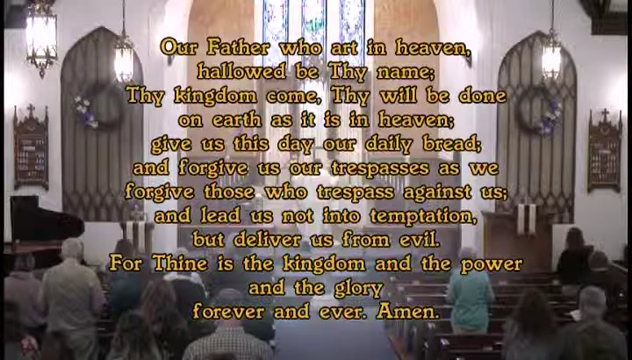 Our Father who art in heaven,
hallowed be Thy name;
Thy kingdom come, Thy will be done
on earth as it is in heaven;
give us this day our daily bread;
and forgive us our trespasses as we
forgive those who trespass against us;
and lead us not into temptation,
but deliver us from evil.
For Thine is the kingdom and the power
and the glory
forever and ever. Amen.